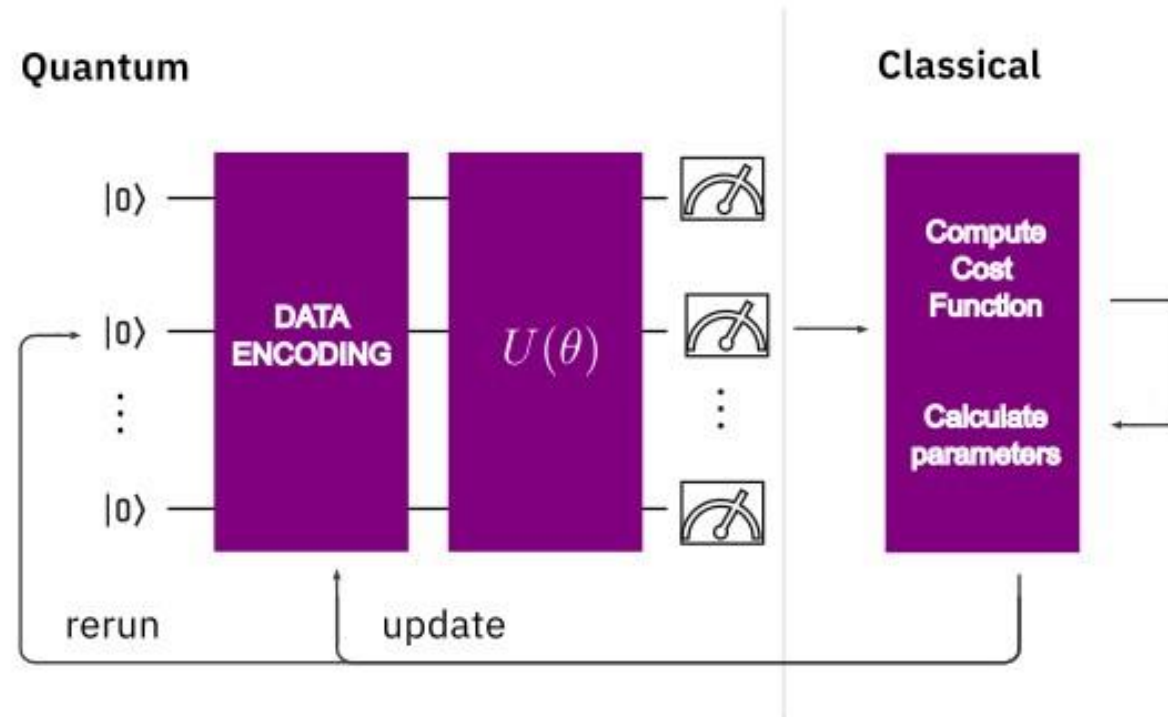 Quantum
Classical
|0⟩
|0⟩
⋮
|0⟩
DATA
ENCODING
U(θ)
⋮
Compute
Cost
Function
Calculate
parameters
rerun
update